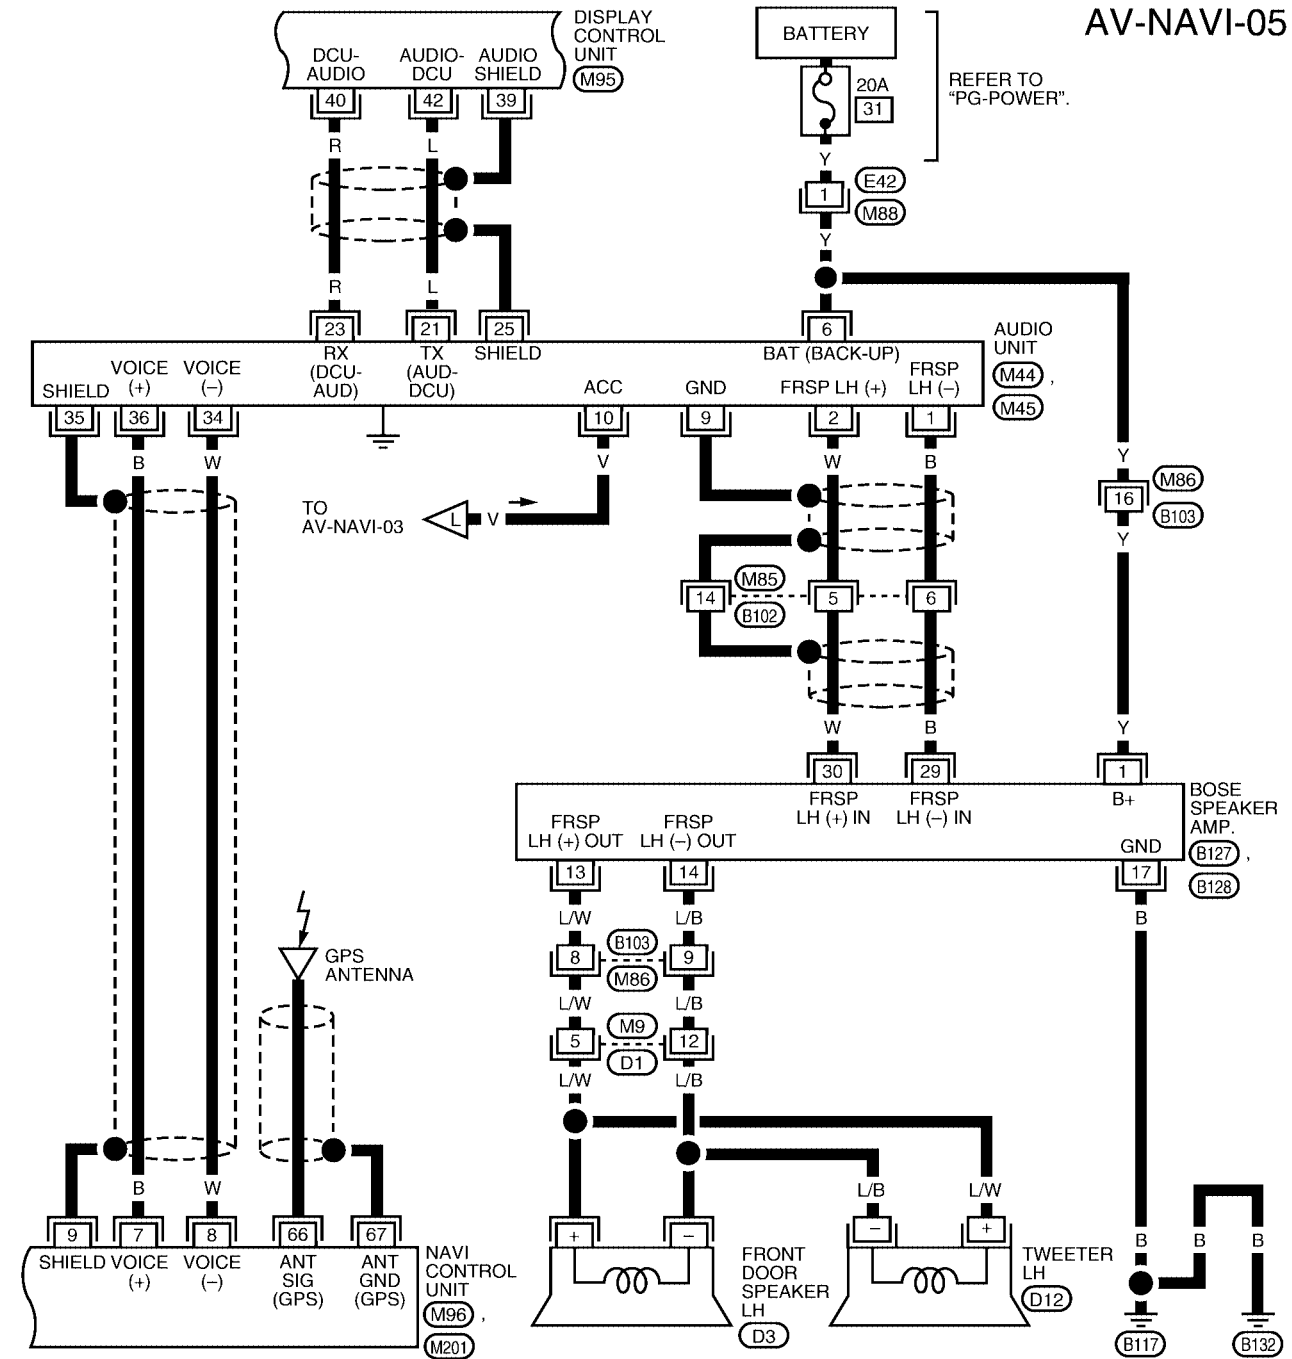 AV-NAVI-05
DISPLAY
CONTROL
UNIT
M95
DCU-
AUDIO
AUDIO-
DCU
AUDIO
SHIELD
40
42
39
R
L
R
L
BATTERY
20A
31
REFER TO
"PG-POWER".
Y
1
E42
M88
Y
23
21
25
6
RX
(DCU-
AUD)
TX
(AUD-
DCU)
SHIELD
BAT (BACK-UP)
AUDIO
UNIT
M44 ,
M45
SHIELD
VOICE
(+)
VOICE
(–)
ACC
GND
FRSP LH (+)
FRSP
LH (–)
35
36
34
10
9
2
1
B
W
V
W
B
Y
TO
AV-NAVI-03
L
V
16
M86
B103
Y
14
M85
B102
5
6
W
B
Y
30
29
1
FRSP
LH (+) IN
FRSP
LH (–) IN
B+
BOSE
SPEAKER
AMP.
B127 ,
B128
FRSP
LH (+) OUT
FRSP
LH (–) OUT
GND
13
14
17
L/W
L/B
B
8
B103
M86
9
L/W
L/B
5
M9
D1
12
L/W
L/B
GPS
ANTENNA
L/B
L/W
B
W
9
7
8
66
67
SHIELD
VOICE
(+)
VOICE
(–)
ANT
SIG
(GPS)
ANT
GND
(GPS)
NAVI
CONTROL
UNIT
M96 ,
M201
+
–
FRONT
DOOR
SPEAKER
LH
D3
–
+
TWEETER
LH
D12
B
B
B
B117
B132